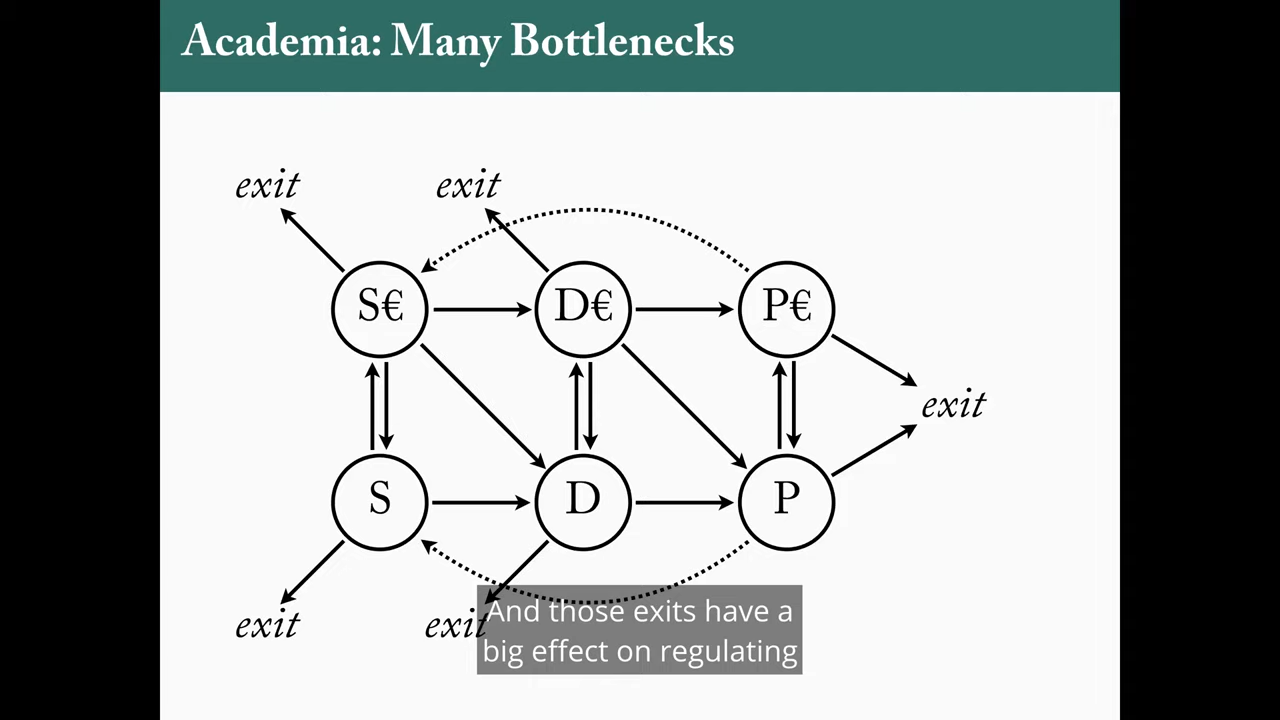 Academia: Many Bottlenecks
exit exit
S€ D€ P€
exit
S D P
exit exit
And those exits have a
big effect on regulating